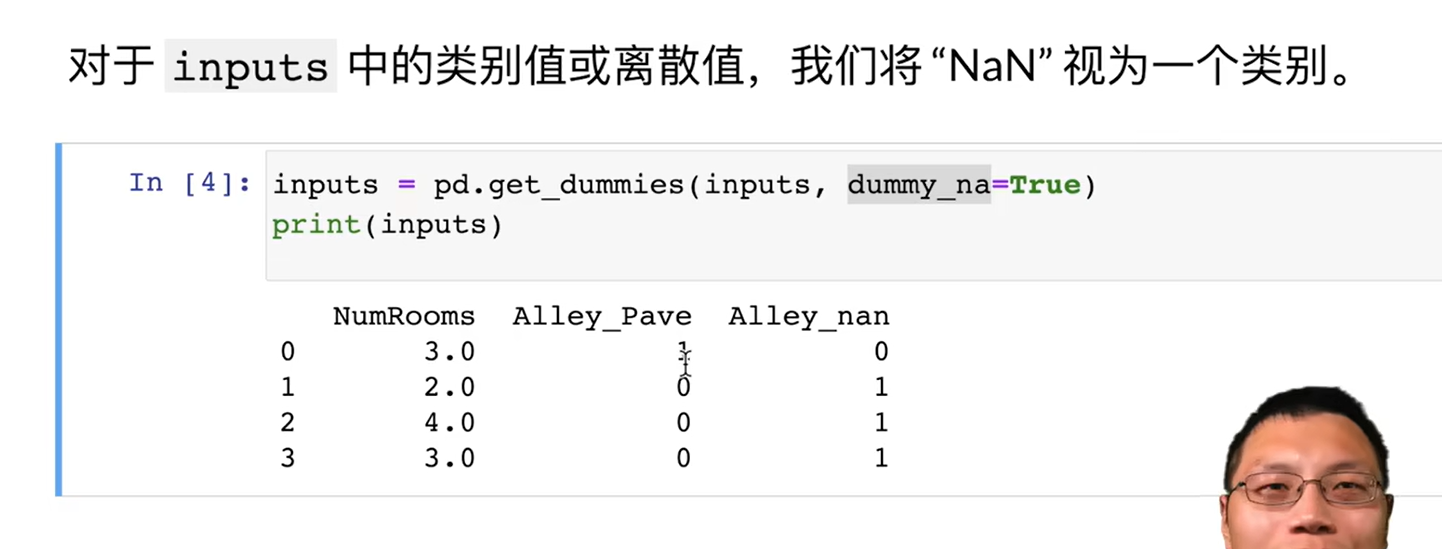 对于 inputs 中的类别值或离散值，我们将“NaN”视为一个类别。
In [4]: inputs = pd.get_dummies(inputs, dummy_na=True)
print(inputs)
NumRooms Alley_Pave Alley_nan
0 3.0 1 0
1 2.0 0 1
2 4.0 0 1
3 3.0 0 1